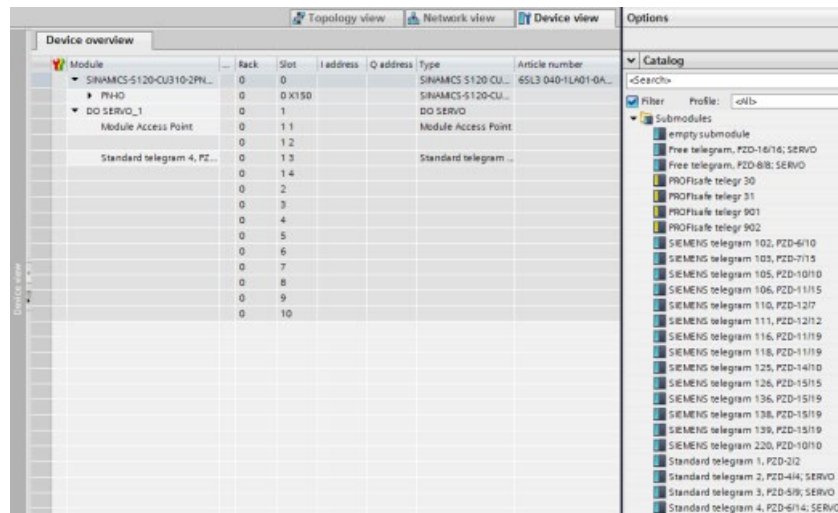 Topology view Network view Device view Options
Device overview
Module ... Rack Slot I address Q address Type Article number
Catalog
SINAMICS-S120-CU310-2PN... 0 0 SINAMICS S120 CU... 6SL3 040-1LA01-0A...
<Search>
PN-IO 0 0 X150 SINAMICS-S120-CU...
Filter Profile: <All>
DO SERVO_1 0 1 DO SERVO
Submodules
Module Access Point 0 1 1 Module Access Point
empty submodule
0 1 2
Free telegram, PZD-16/16; SERVO
Standard telegram 4, PZ... 0 1 3 Standard telegram ...
Free telegram, PZD-8/8; SERVO
0 1 4
PROFIsafe telegr 30
0 2
PROFIsafe telegr 31
0 3
PROFIsafe telegr 901
0 4
PROFIsafe telegr 902
0 5
SIEMENS telegram 102, PZD-6/10
0 6
SIEMENS telegram 103, PZD-7/15
0 7
SIEMENS telegram 105, PZD-10/10
0 8
SIEMENS telegram 106, PZD-11/15
0 9
SIEMENS telegram 110, PZD-12/7
0 10
SIEMENS telegram 111, PZD-12/12
SIEMENS telegram 116, PZD-11/19
SIEMENS telegram 118, PZD-11/19
SIEMENS telegram 125, PZD-14/10
SIEMENS telegram 126, PZD-15/15
SIEMENS telegram 136, PZD-15/19
SIEMENS telegram 138, PZD-15/19
SIEMENS telegram 139, PZD-15/19
SIEMENS telegram 220, PZD-10/10
Standard telegram 1, PZD-2/2
Standard telegram 2, PZD-4/4; SERVO
Standard telegram 3, PZD-5/9; SERVO
Standard telegram 4, PZD-6/14; SERVO
Device view